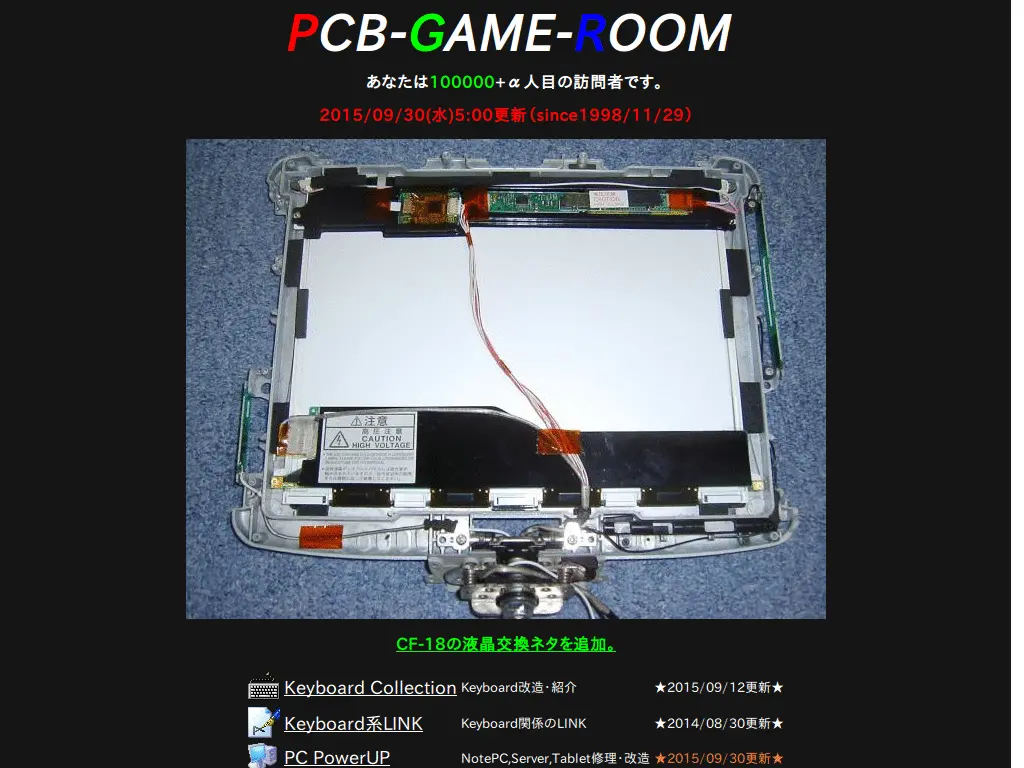 PCB-GAME-ROOM
あなたは100000+α人目の訪問者です。
2015/09/30(水)5:00更新(since1998/11/29)
CAUTION
⚠注意
高圧注意
CAUTION
HIGH VOLTAGE
CF-18の液晶交換ネタを追加。
Keyboard Collection Keyboard改造・紹介 ★2015/09/12更新★
Keyboard系LINK Keyboard関係のLINK ★2014/08/30更新★
PC PowerUP NotePC,Server,Tablet修理・改造 ★2015/09/30更新★